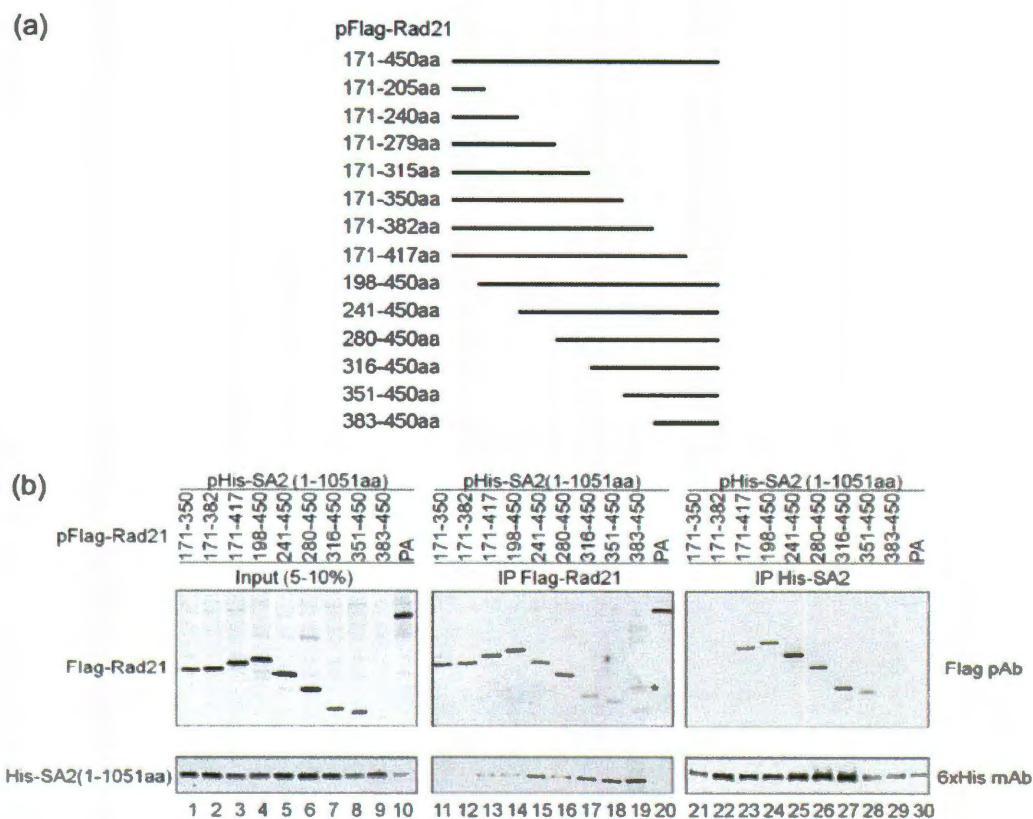 (a)
pFlag-Rad21
171-450aa
171-205aa
171-240aa
171-279aa
171-315aa
171-350aa
171-382aa
171-417aa
198-450aa
241-450aa
280-450aa
316-450aa
351-450aa
383-450aa
(b)
pHis-SA2 (1-1051aa) pHis-SA2(1-1051aa) pHis-SA2 (1-1051aa)
pFlag-Rad21
171-350 171-382 171-417 198-450 241-450 280-450 316-450 351-450 383-450 PA
171-350 171-382 171-417 198-450 241-450 280-450 316-450 351-450 383-450 PA
171-350 171-382 171-417 198-450 241-450 280-450 316-450 351-450 383-450 PA
Input (5-10%) IP Flag-Rad21 IP His-SA2
Flag-Rad21 * * Flag pAb
His-SA2(1-1051aa) 6xHis mAb
1 2 3 4 5 6 7 8 9 10 11 12 13 14 15 16 17 18 19 20 21 22 23 24 25 26 27 28 29 30